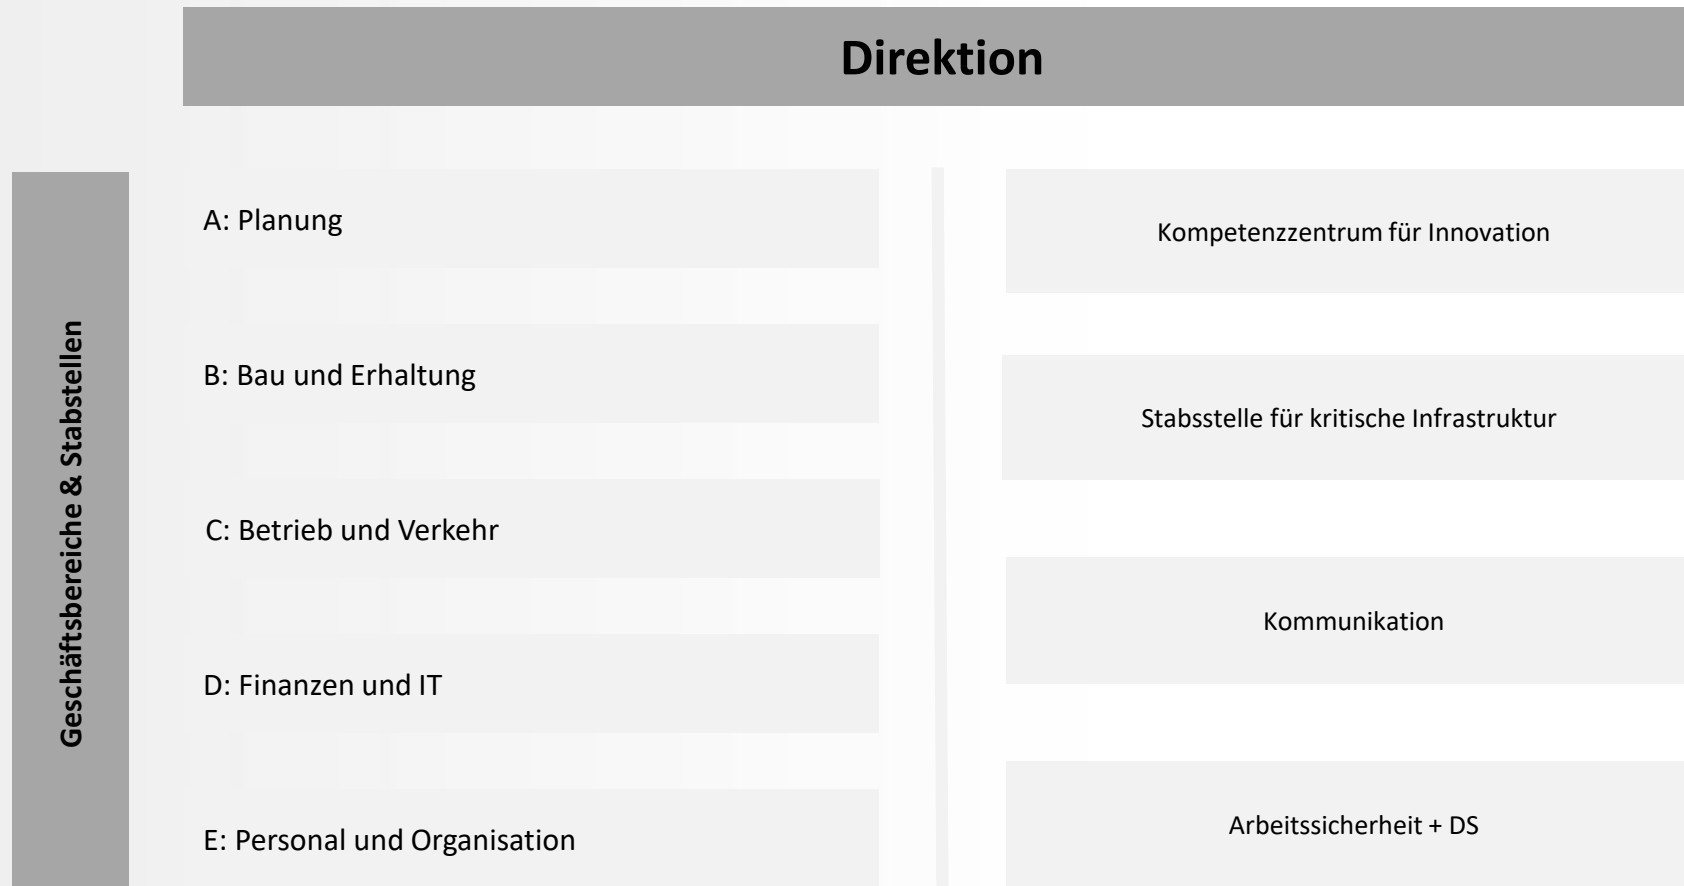 Direktion
Geschäftsbereiche & Stabstellen
A: Planung
B: Bau und Erhaltung
C: Betrieb und Verkehr
D: Finanzen und IT
E: Personal und Organisation
Kompetenzzentrum für Innovation
Stabsstelle für kritische Infrastruktur
Kommunikation
Arbeitssicherheit + DS